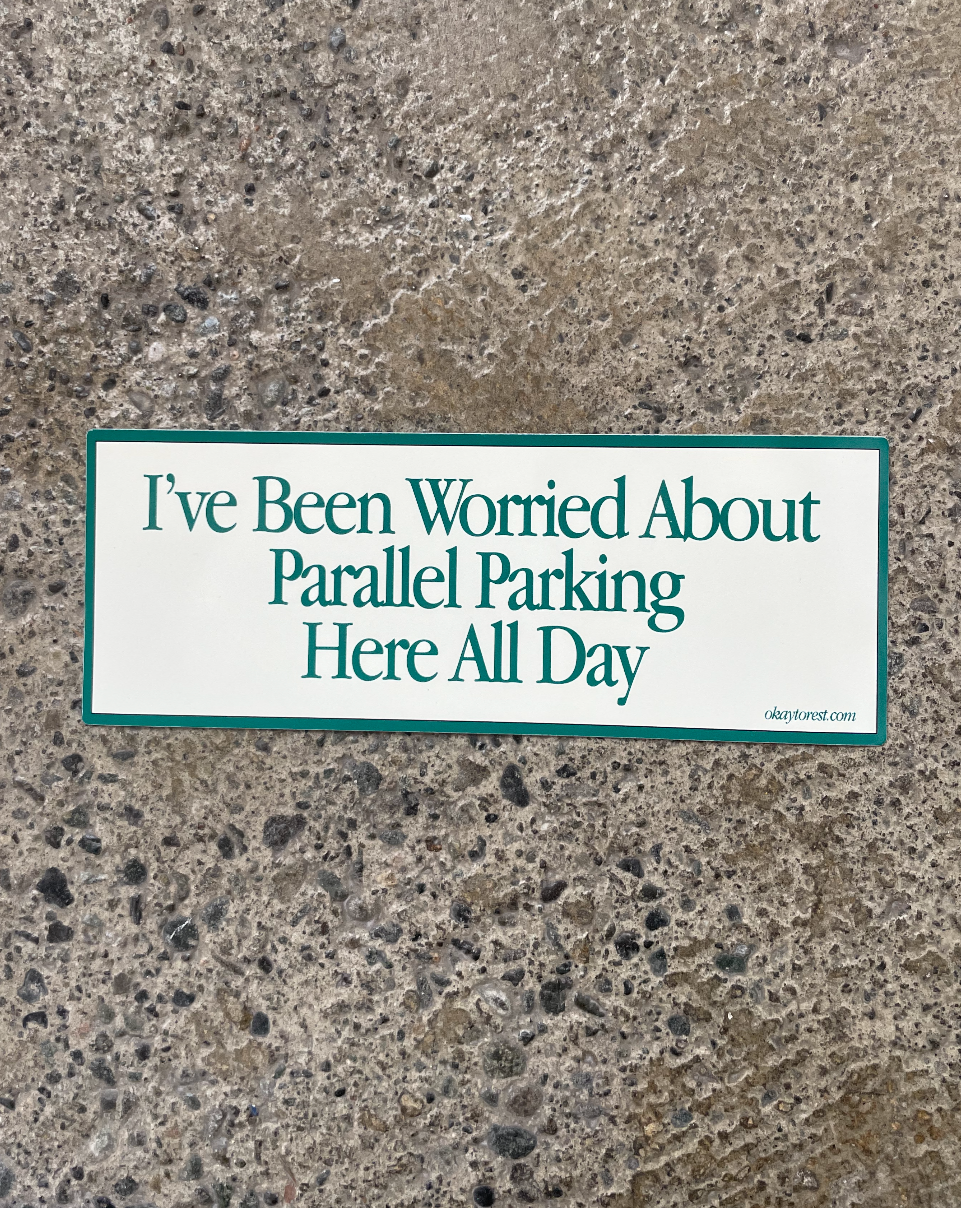 I've Been Worried About
Parallel Parking
Here All Day
okaytorest.com